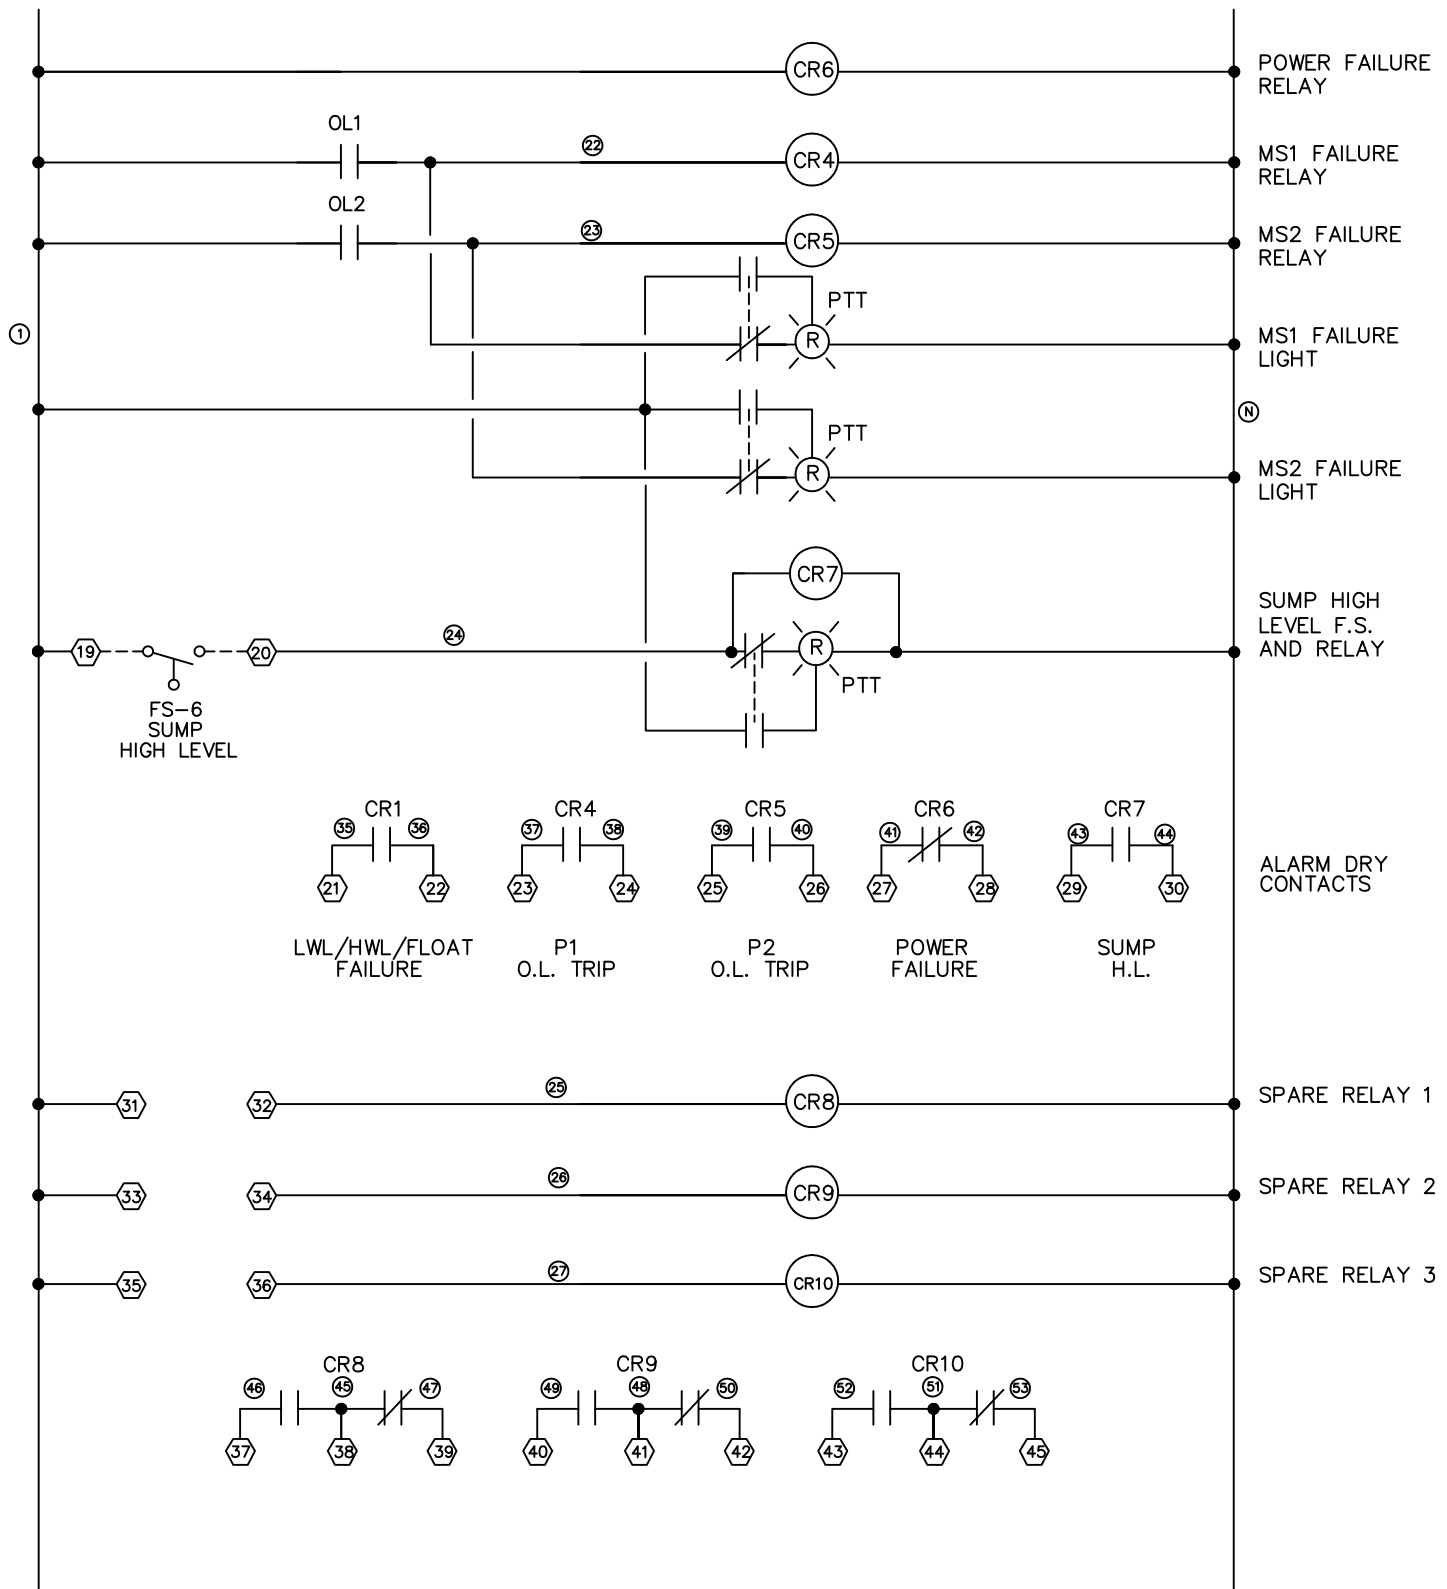 CR6
POWER FAILURE
RELAY
OL1
22
CR4
MS1 FAILURE
RELAY
OL2
23
CR5
MS2 FAILURE
RELAY
PTT
1
R
MS1 FAILURE
LIGHT
N
PTT
R
MS2 FAILURE
LIGHT
CR7
SUMP HIGH
LEVEL F.S.
AND RELAY
19
20
24
R
PTT
FS-6
SUMP
HIGH LEVEL
CR1
CR4
CR5
CR6
CR7
35 36
37 38
39 40
41 42
43 44
21 22
23 24
25 26
27 28
29 30
ALARM DRY
CONTACTS
LWL/HWL/FLOAT
FAILURE
P1
O.L. TRIP
P2
O.L. TRIP
POWER
FAILURE
SUMP
H.L.
31
32
25
CR8
SPARE RELAY 1
33
34
26
CR9
SPARE RELAY 2
35
36
27
CR10
SPARE RELAY 3
CR8
CR9
CR10
46 45 47
49 48 50
52 51 53
37 38 39
40 41 42
43 44 45